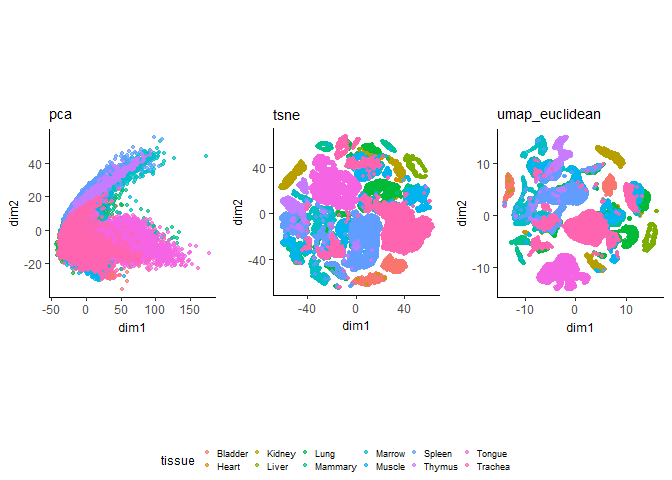 pca
tsne
umap_euclidean
40
20
0
-20
dim2
-50
0
50
100
150
dim1
40
0
-40
dim2
-40
0
40
dim1
10
0
-10
dim2
-10
0
10
dim1
tissue
Bladder Kidney Lung Marrow Spleen Tongue
Heart Liver Mammary Muscle Thymus Trachea